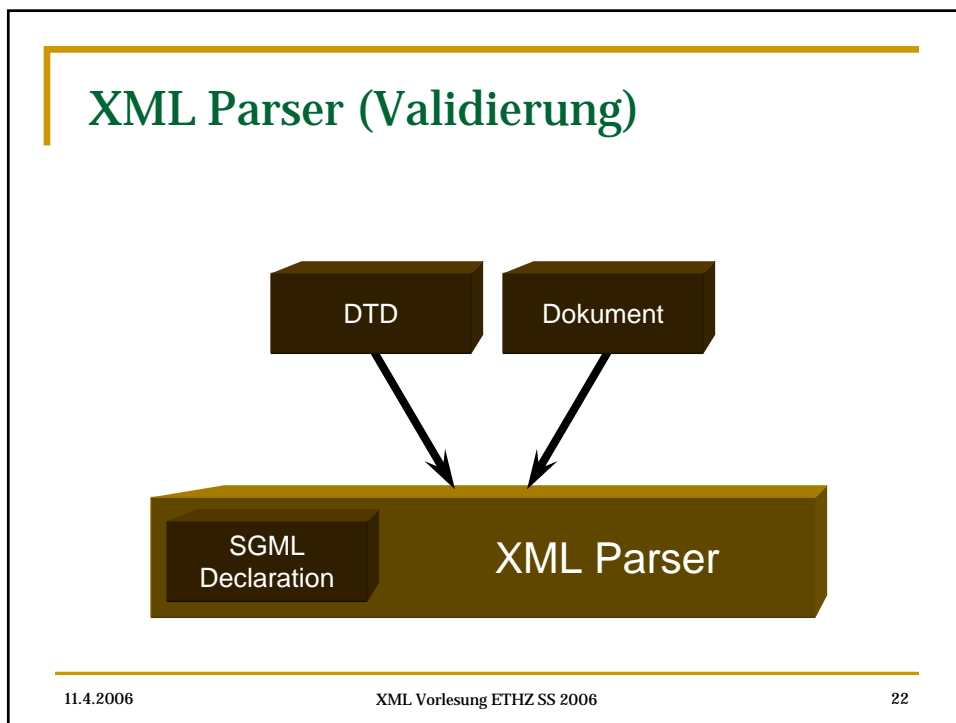 XML Parser (Validierung)
DTD
Dokument
SGML
Declaration
XML Parser
11.4.2006
XML Vorlesung ETHZ SS 2006
22